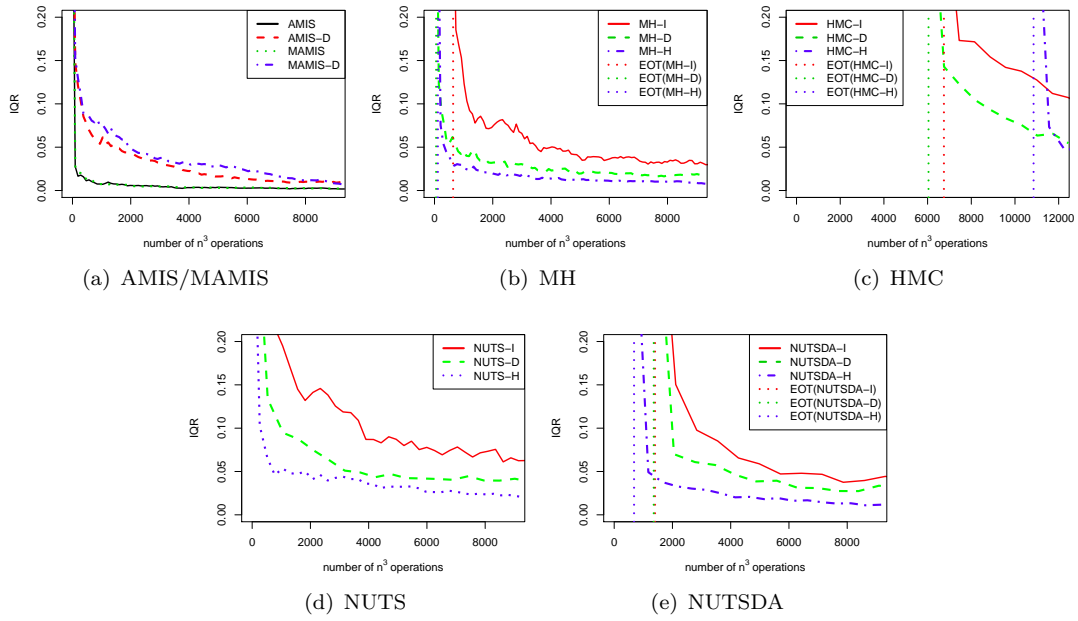 0.20
0.15
0.10
0.05
0.00
IQR
AMIS
AMIS−D
MAMIS
MAMIS−D
0 2000 4000 6000 8000
number of n³ operations
(a) AMIS/MAMIS
0.20
0.15
0.10
0.05
0.00
IQR
MH−I
MH−D
MH−H
EOT(MH−I)
EOT(MH−D)
EOT(MH−H)
0 2000 4000 6000 8000
number of n³ operations
(b) MH
0.20
0.15
0.10
0.05
0.00
IQR
HMC−I
HMC−D
HMC−H
EOT(HMC−I)
EOT(HMC−D)
EOT(HMC−H)
0 2000 4000 6000 8000 10000 12000
number of n³ operations
(c) HMC
0.20
0.15
0.10
0.05
0.00
IQR
NUTS−I
NUTS−D
NUTS−H
0 2000 4000 6000 8000
number of n³ operations
(d) NUTS
0.20
0.15
0.10
0.05
0.00
IQR
NUTSDA−I
NUTSDA−D
NUTSDA−H
EOT(NUTSDA−I)
EOT(NUTSDA−D)
EOT(NUTSDA−H)
0 2000 4000 6000 8000
number of n³ operations
(e) NUTSDA